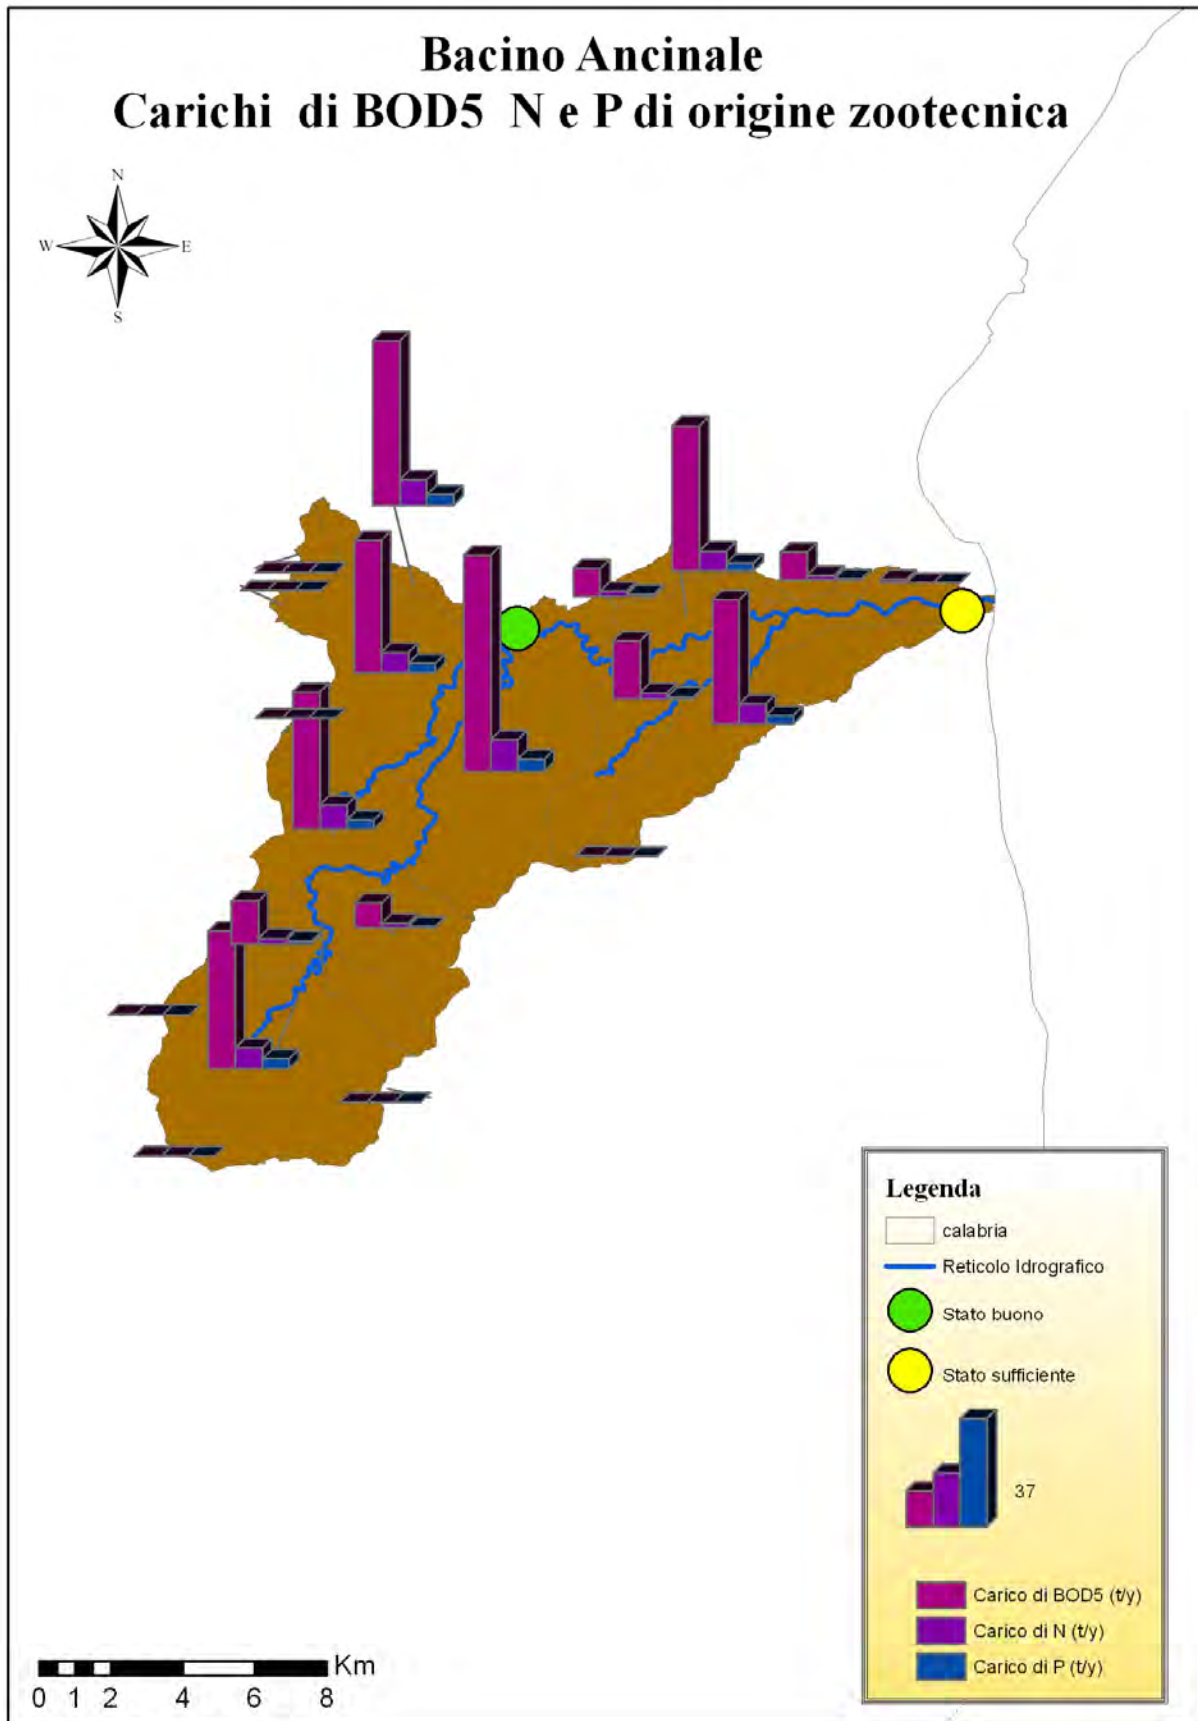 Bacino Ancinale
Carichi di BOD5 N e P di origine zootecnica
N
W E
S
Legenda
calabria
Reticolo Idrografico
Stato buono
Stato sufficiente
37
Carico di BOD5 (t/y)
Carico di N (t/y)
Carico di P (t/y)
Km
0 1 2 4 6 8